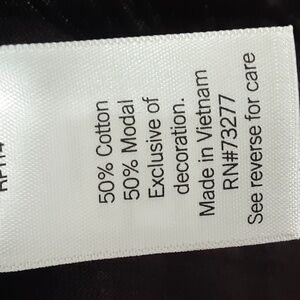 50% Cotton
50% Modal
Exclusive of
decoration.
Made in Vietnam
RN#73277
See reverse for care